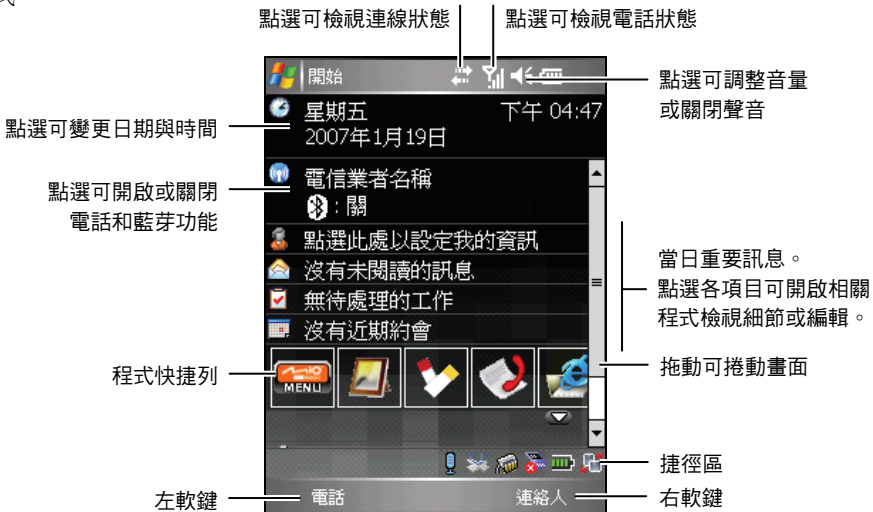 式
點選可檢視連線狀態
點選可檢視電話狀態
開始
點選可調整音量
或關閉聲音
點選可變更日期與時間
星期五
下午 04:47
2007年1月19日
點選可開啟或關閉
電話和藍芽功能
電信業者名稱
:關
點選此處以設定我的資訊
沒有未閱讀的訊息
無待處理的工作
沒有近期約會
當日重要訊息。
點選各項目可開啟相關
程式檢視細節或編輯。
程式快捷列
Mio
MENU
拖動可捲動畫面
捷徑區
左軟鍵
電話
連絡人
右軟鍵